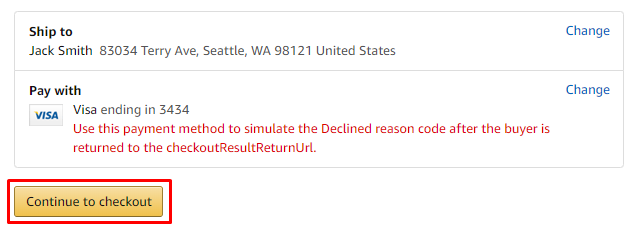 Ship to
Change
Jack Smith 83034 Terry Ave, Seattle, WA 98121 United States
Pay with
Change
VISA
Visa ending in 3434
Use this payment method to simulate the Declined reason code after the buyer is
returned to the checkoutResultReturnUrl.
Continue to checkout